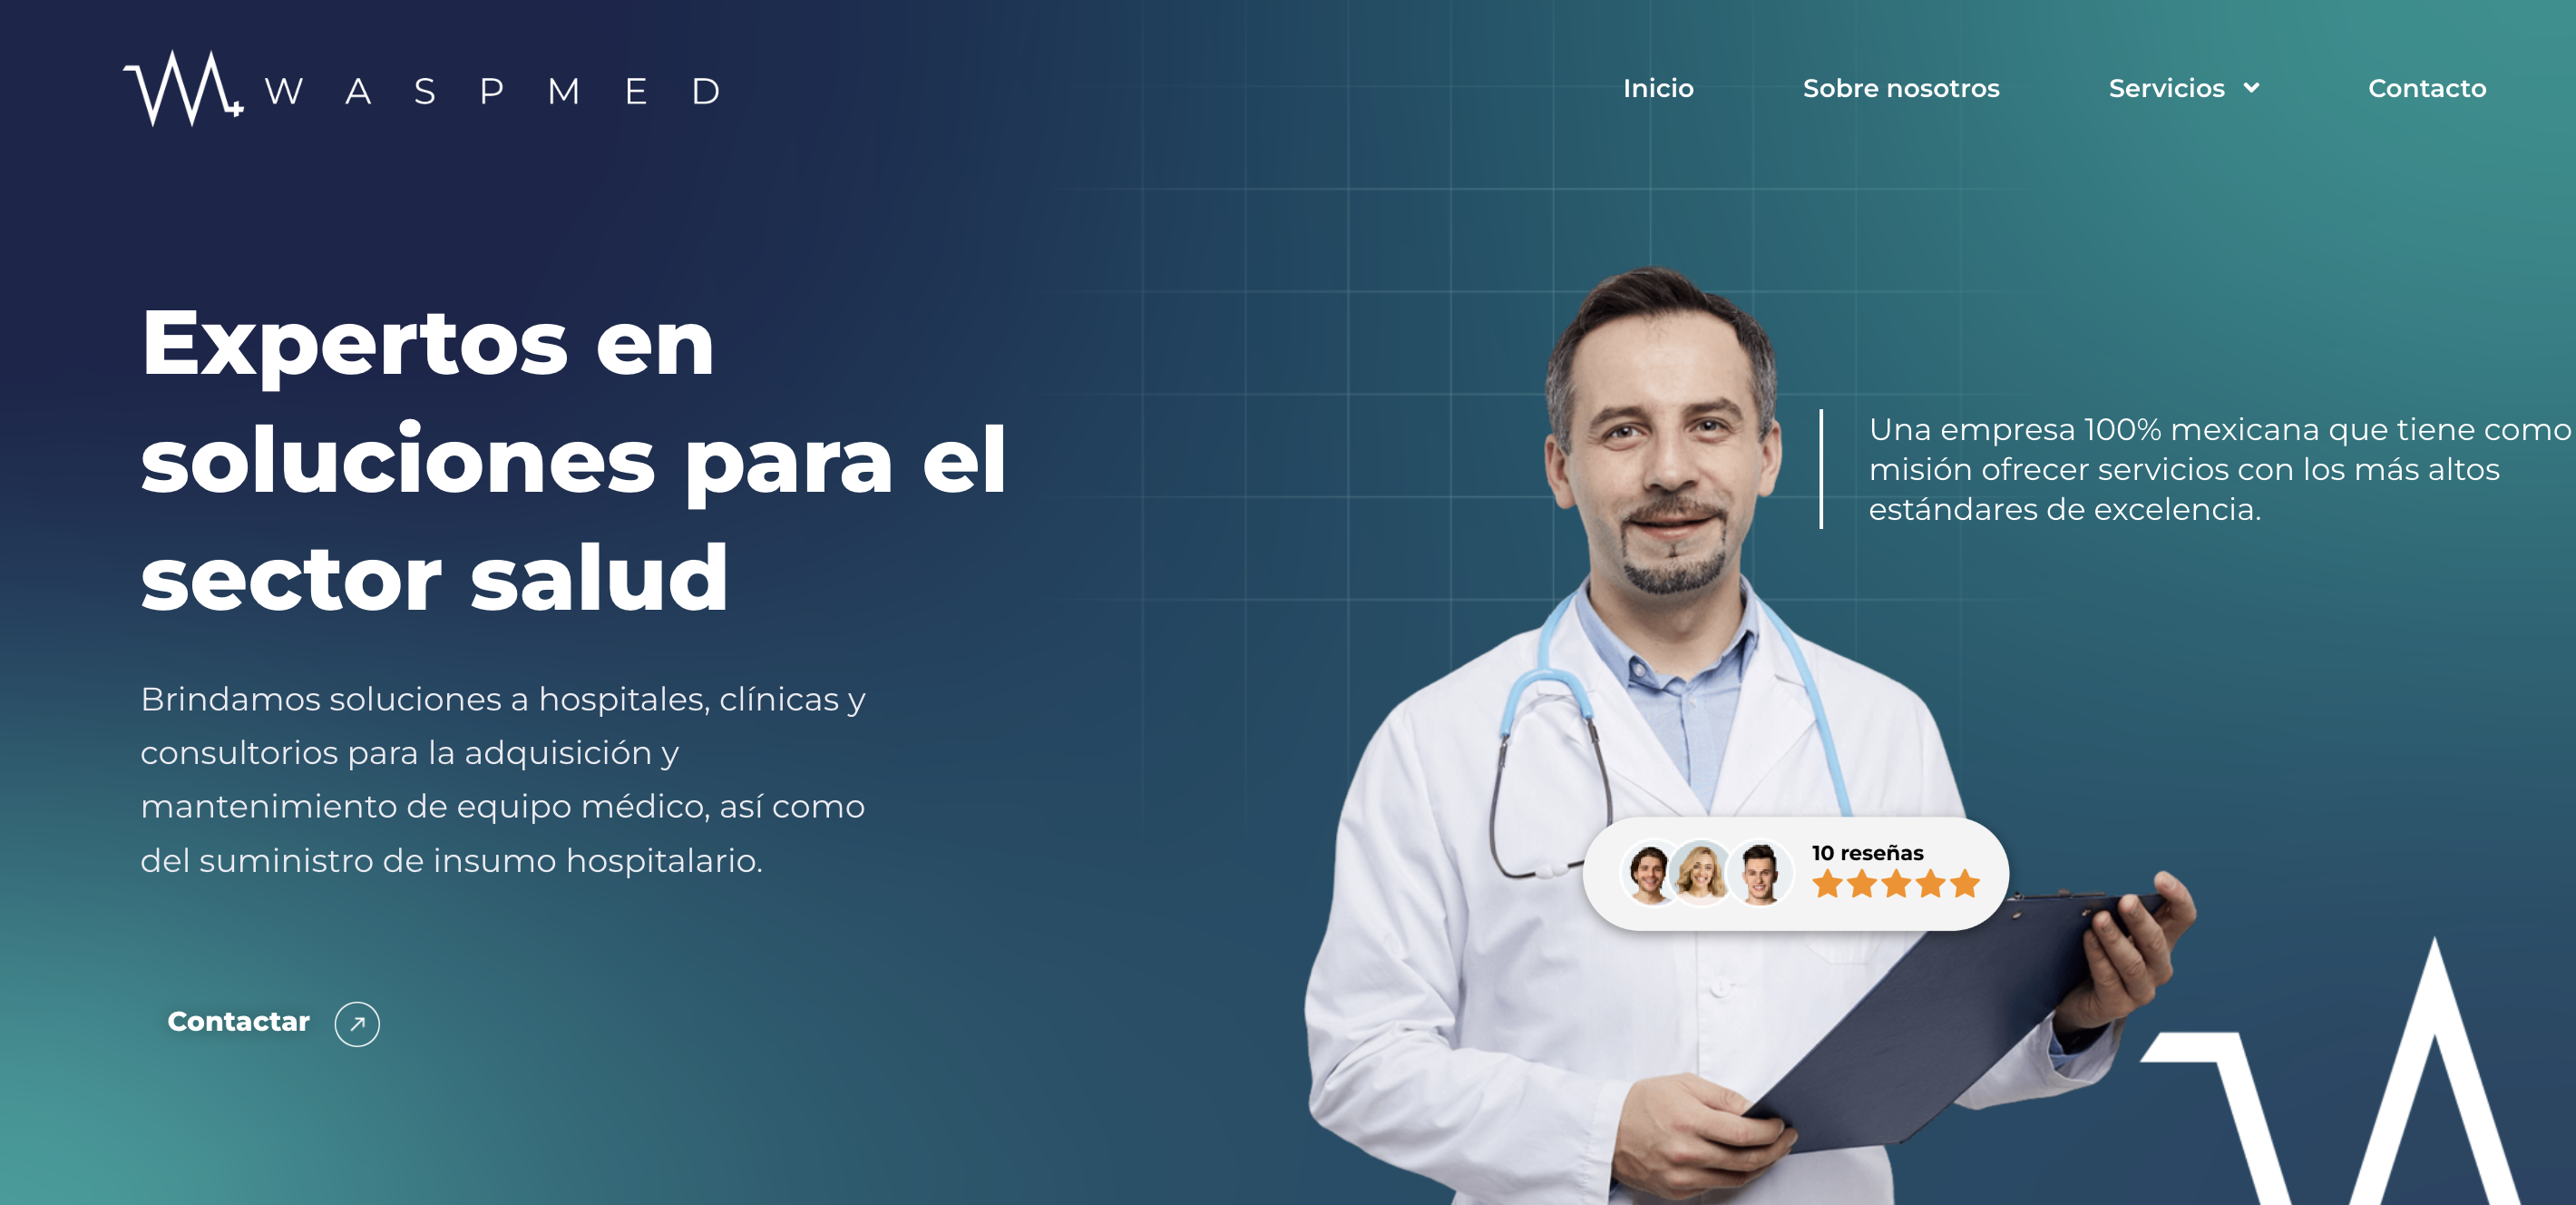 WASPMED
Inicio
Sobre nosotros
Servicios
Contacto
Expertos en
soluciones para el
sector salud
Una empresa 100% mexicana que tiene como
misión ofrecer servicios con los más altos
estándares de excelencia.
Brindamos soluciones a hospitales, clínicas y
consultorios para la adquisición y
mantenimiento de equipo médico, así como
del suministro de insumo hospitalario.
10 reseñas
Contactar